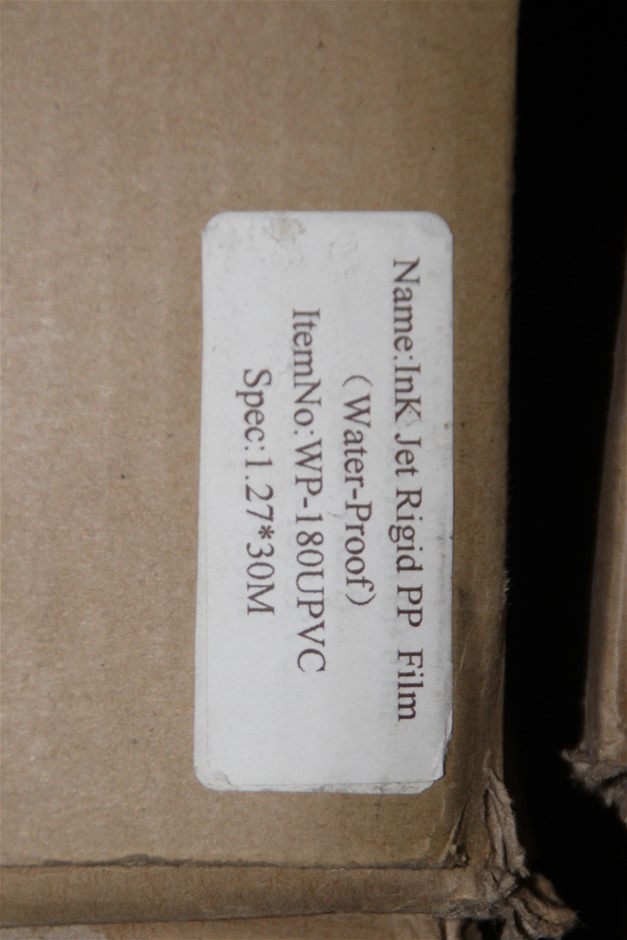 Name:InK Jet Rigid PP Film
(Water-Proof)
ItemNo:WP-180UPVC
Spec:1.27*30M